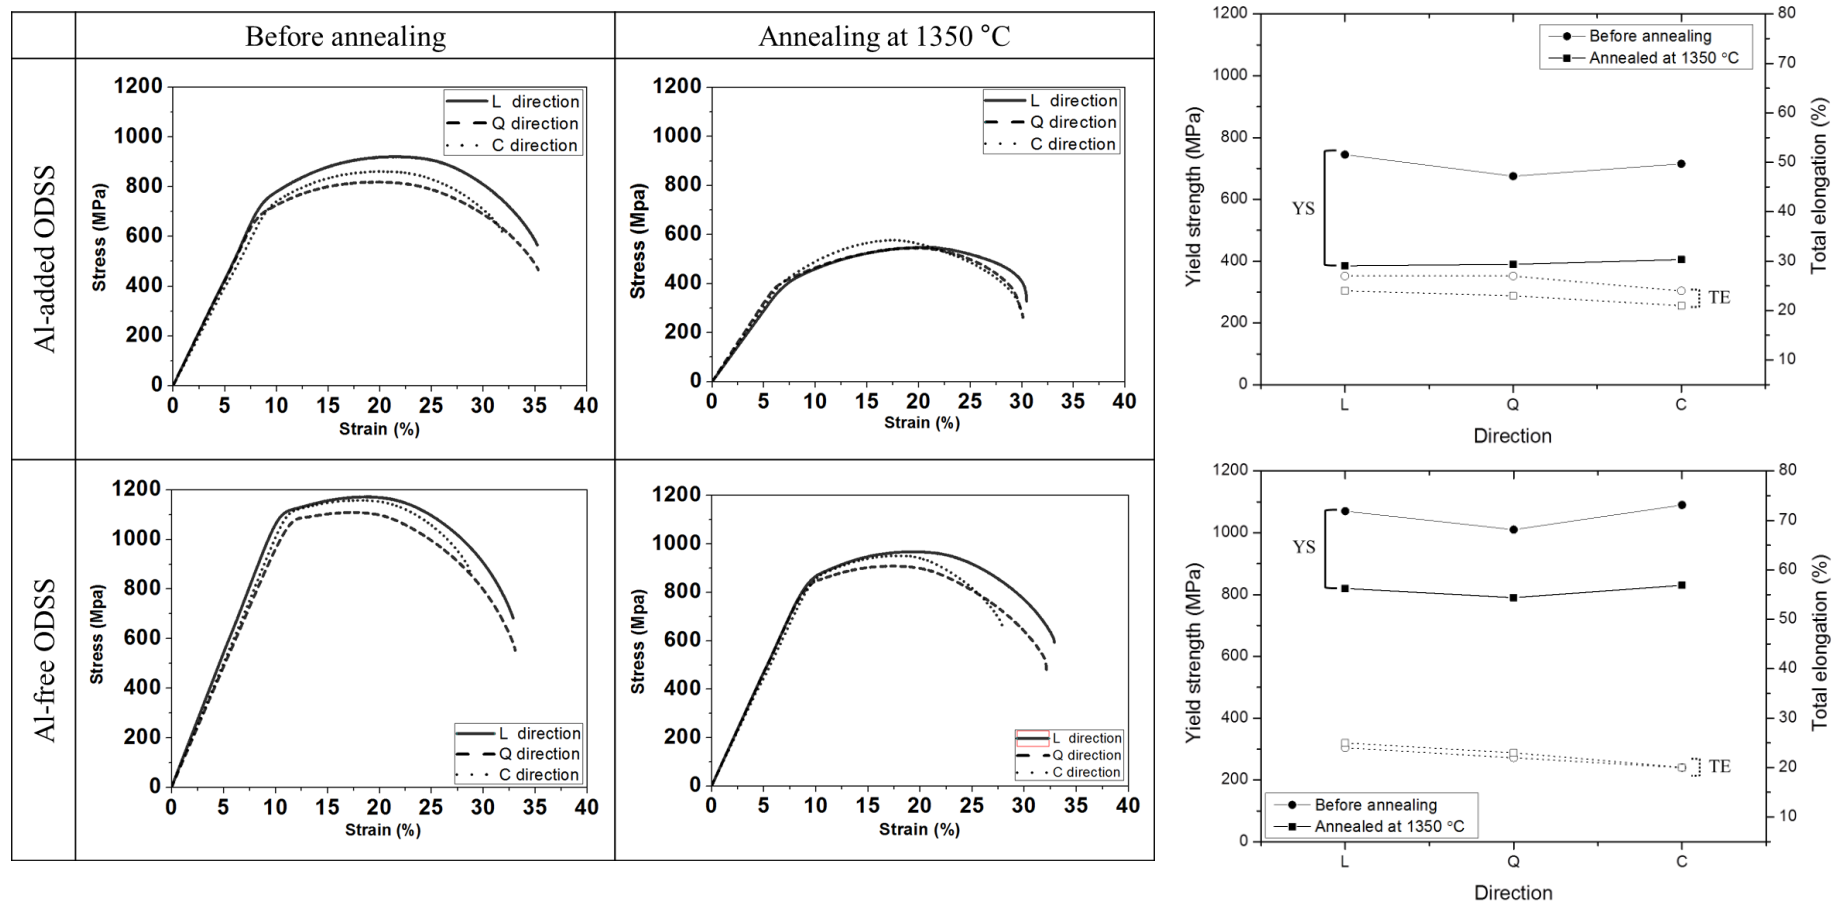 Before annealing
Annealing at 1350 °C
Al-added ODSS
1200
1000
800
600
400
200
0
Stress (MPa)
L direction
Q direction
C direction
0 5 10 15 20 25 30 35 40
Strain (%)
1200
1000
800
600
400
200
0
Stress (Mpa)
L direction
Q direction
C direction
0 5 10 15 20 25 30 35 40
Strain (%)
Al-free ODSS
1200
1000
800
600
400
200
0
Stress (Mpa)
L direction
Q direction
C direction
0 5 10 15 20 25 30 35 40
Strain (%)
1200
1000
800
600
400
200
0
Stress (Mpa)
L direction
Q direction
C direction
0 5 10 15 20 25 30 35 40
Strain (%)
1200
1000
800
600
400
200
0
Yield strength (MPa)
Before annealing
Annealed at 1350 °C
YS
TE
80
70
60
50
40
30
20
10
Total elongation (%)
L Q C
Direction
1200
1000
800
600
400
200
0
Yield strength (MPa)
YS
TE
Before annealing
Annealed at 1350 °C
80
70
60
50
40
30
20
10
Total elongation (%)
L Q C
Direction